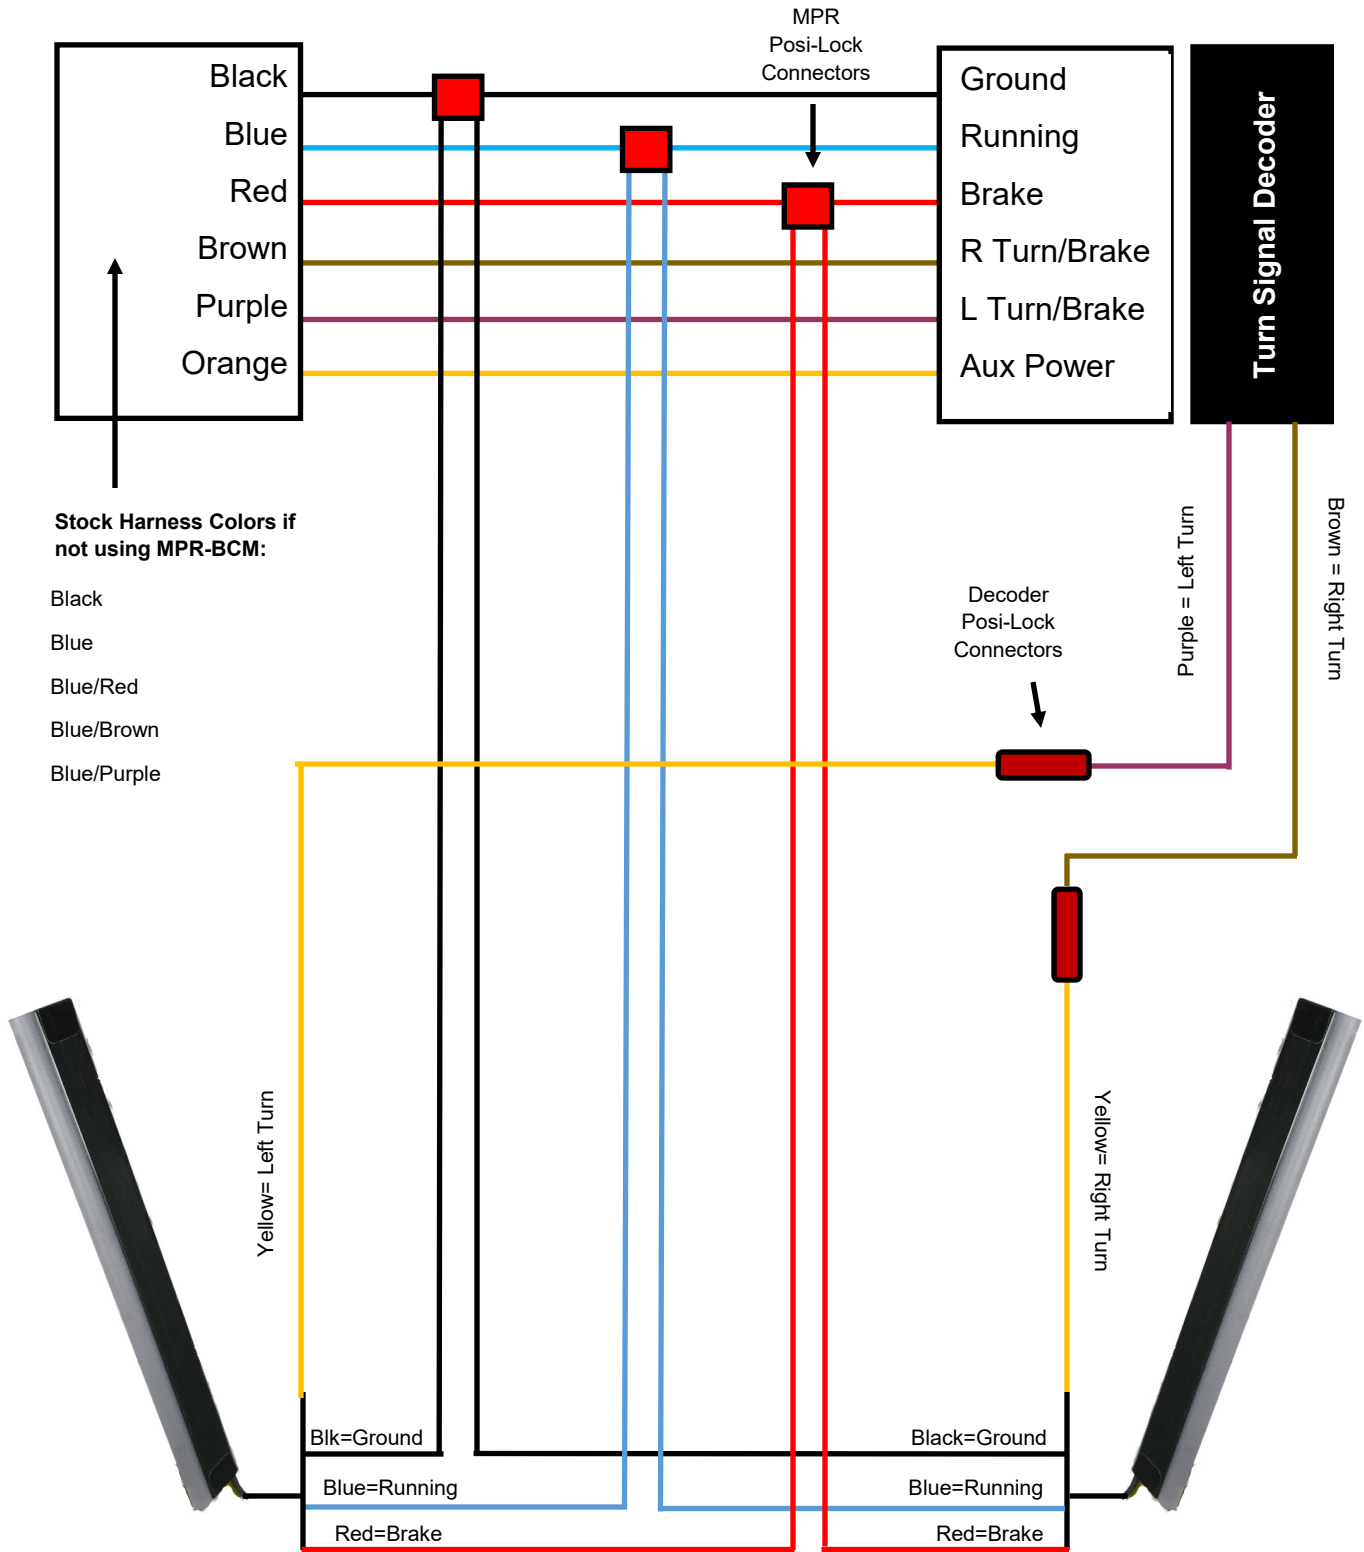 MPR
Posi-Lock
Connectors
Black
Blue
Red
Brown
Purple
Orange
Ground
Running
Brake
R Turn/Brake
L Turn/Brake
Aux Power
Turn Signal Decoder
Stock Harness Colors if
not using MPR-BCM:
Black
Blue
Blue/Red
Blue/Brown
Blue/Purple
Decoder
Posi-Lock
Connectors
Purple = Left Turn
Brown = Right Turn
Yellow= Left Turn
Yellow= Right Turn
Blk=Ground
Blue=Running
Red=Brake
Black=Ground
Blue=Running
Red=Brake